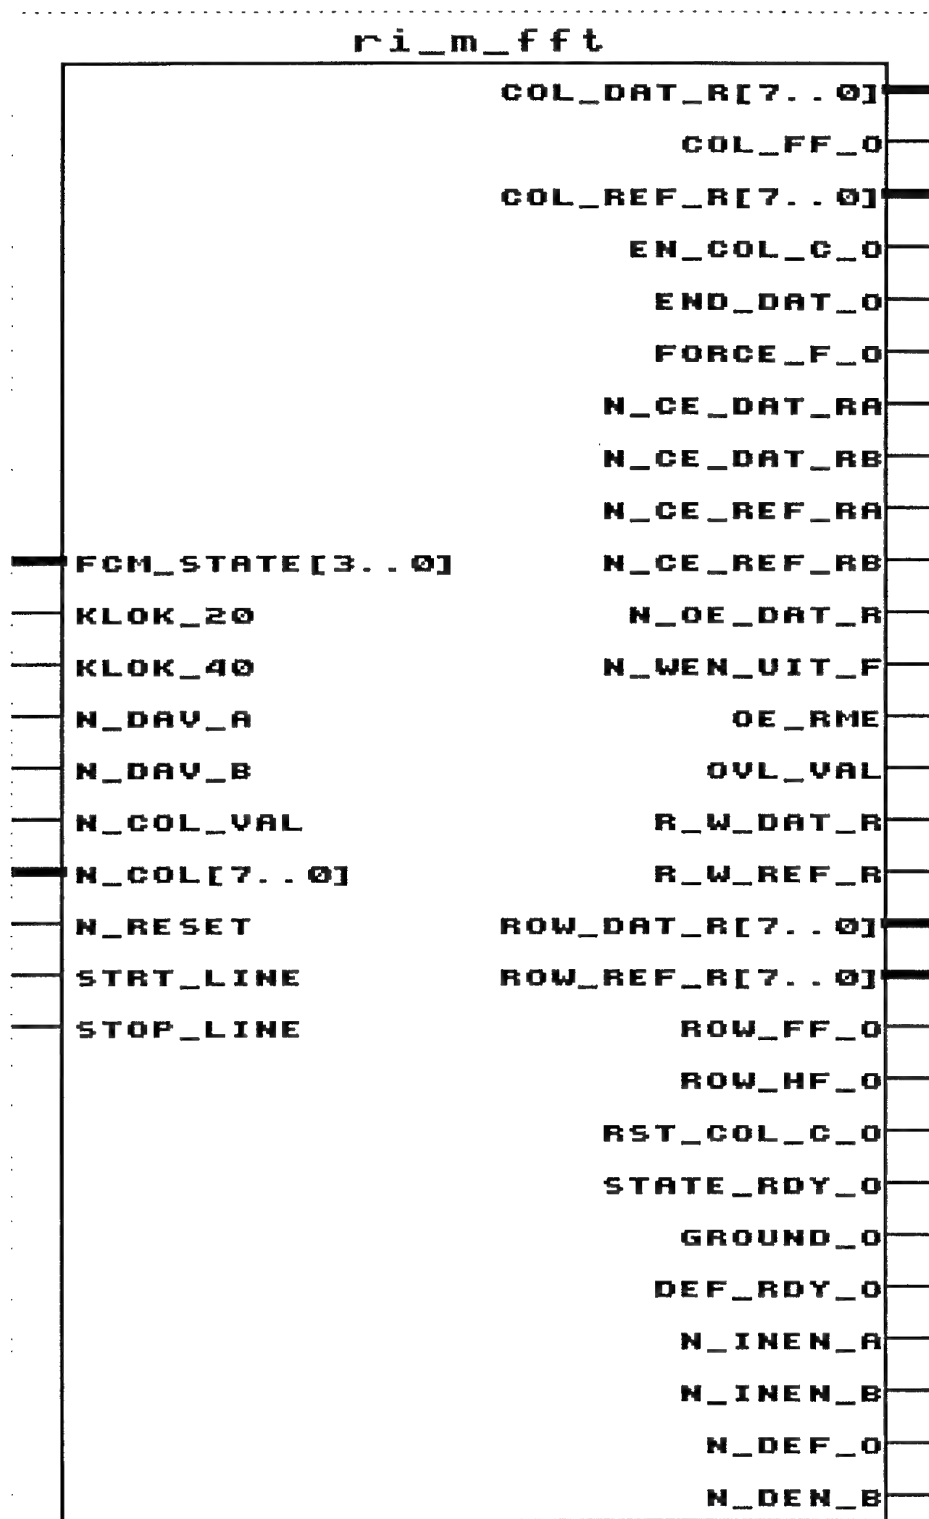 ri_m_fft
COL_DAT_R[7..0]
COL_FF_O
COL_REF_R[7..0]
EN_COL_C_O
END_DAT_O
FORCE_F_O
N_CE_DAT_RA
N_CE_DAT_RB
N_CE_REF_RA
FCM_STATE[3..0] N_CE_REF_RB
KLOK_20 N_OE_DAT_R
KLOK_40 N_WEN_UIT_F
N_DAV_A OE_RME
N_DAV_B OVL_VAL
N_COL_VAL R_W_DAT_R
N_COL[7..0] R_W_REF_R
N_RESET ROW_DAT_R[7..0]
STRT_LINE ROW_REF_R[7..0]
STOP_LINE ROW_FF_O
ROW_HF_O
RST_COL_C_O
STATE_RDY_O
GROUND_O
DEF_RDY_O
N_INEN_A
N_INEN_B
N_DEF_O
N_DEN_B